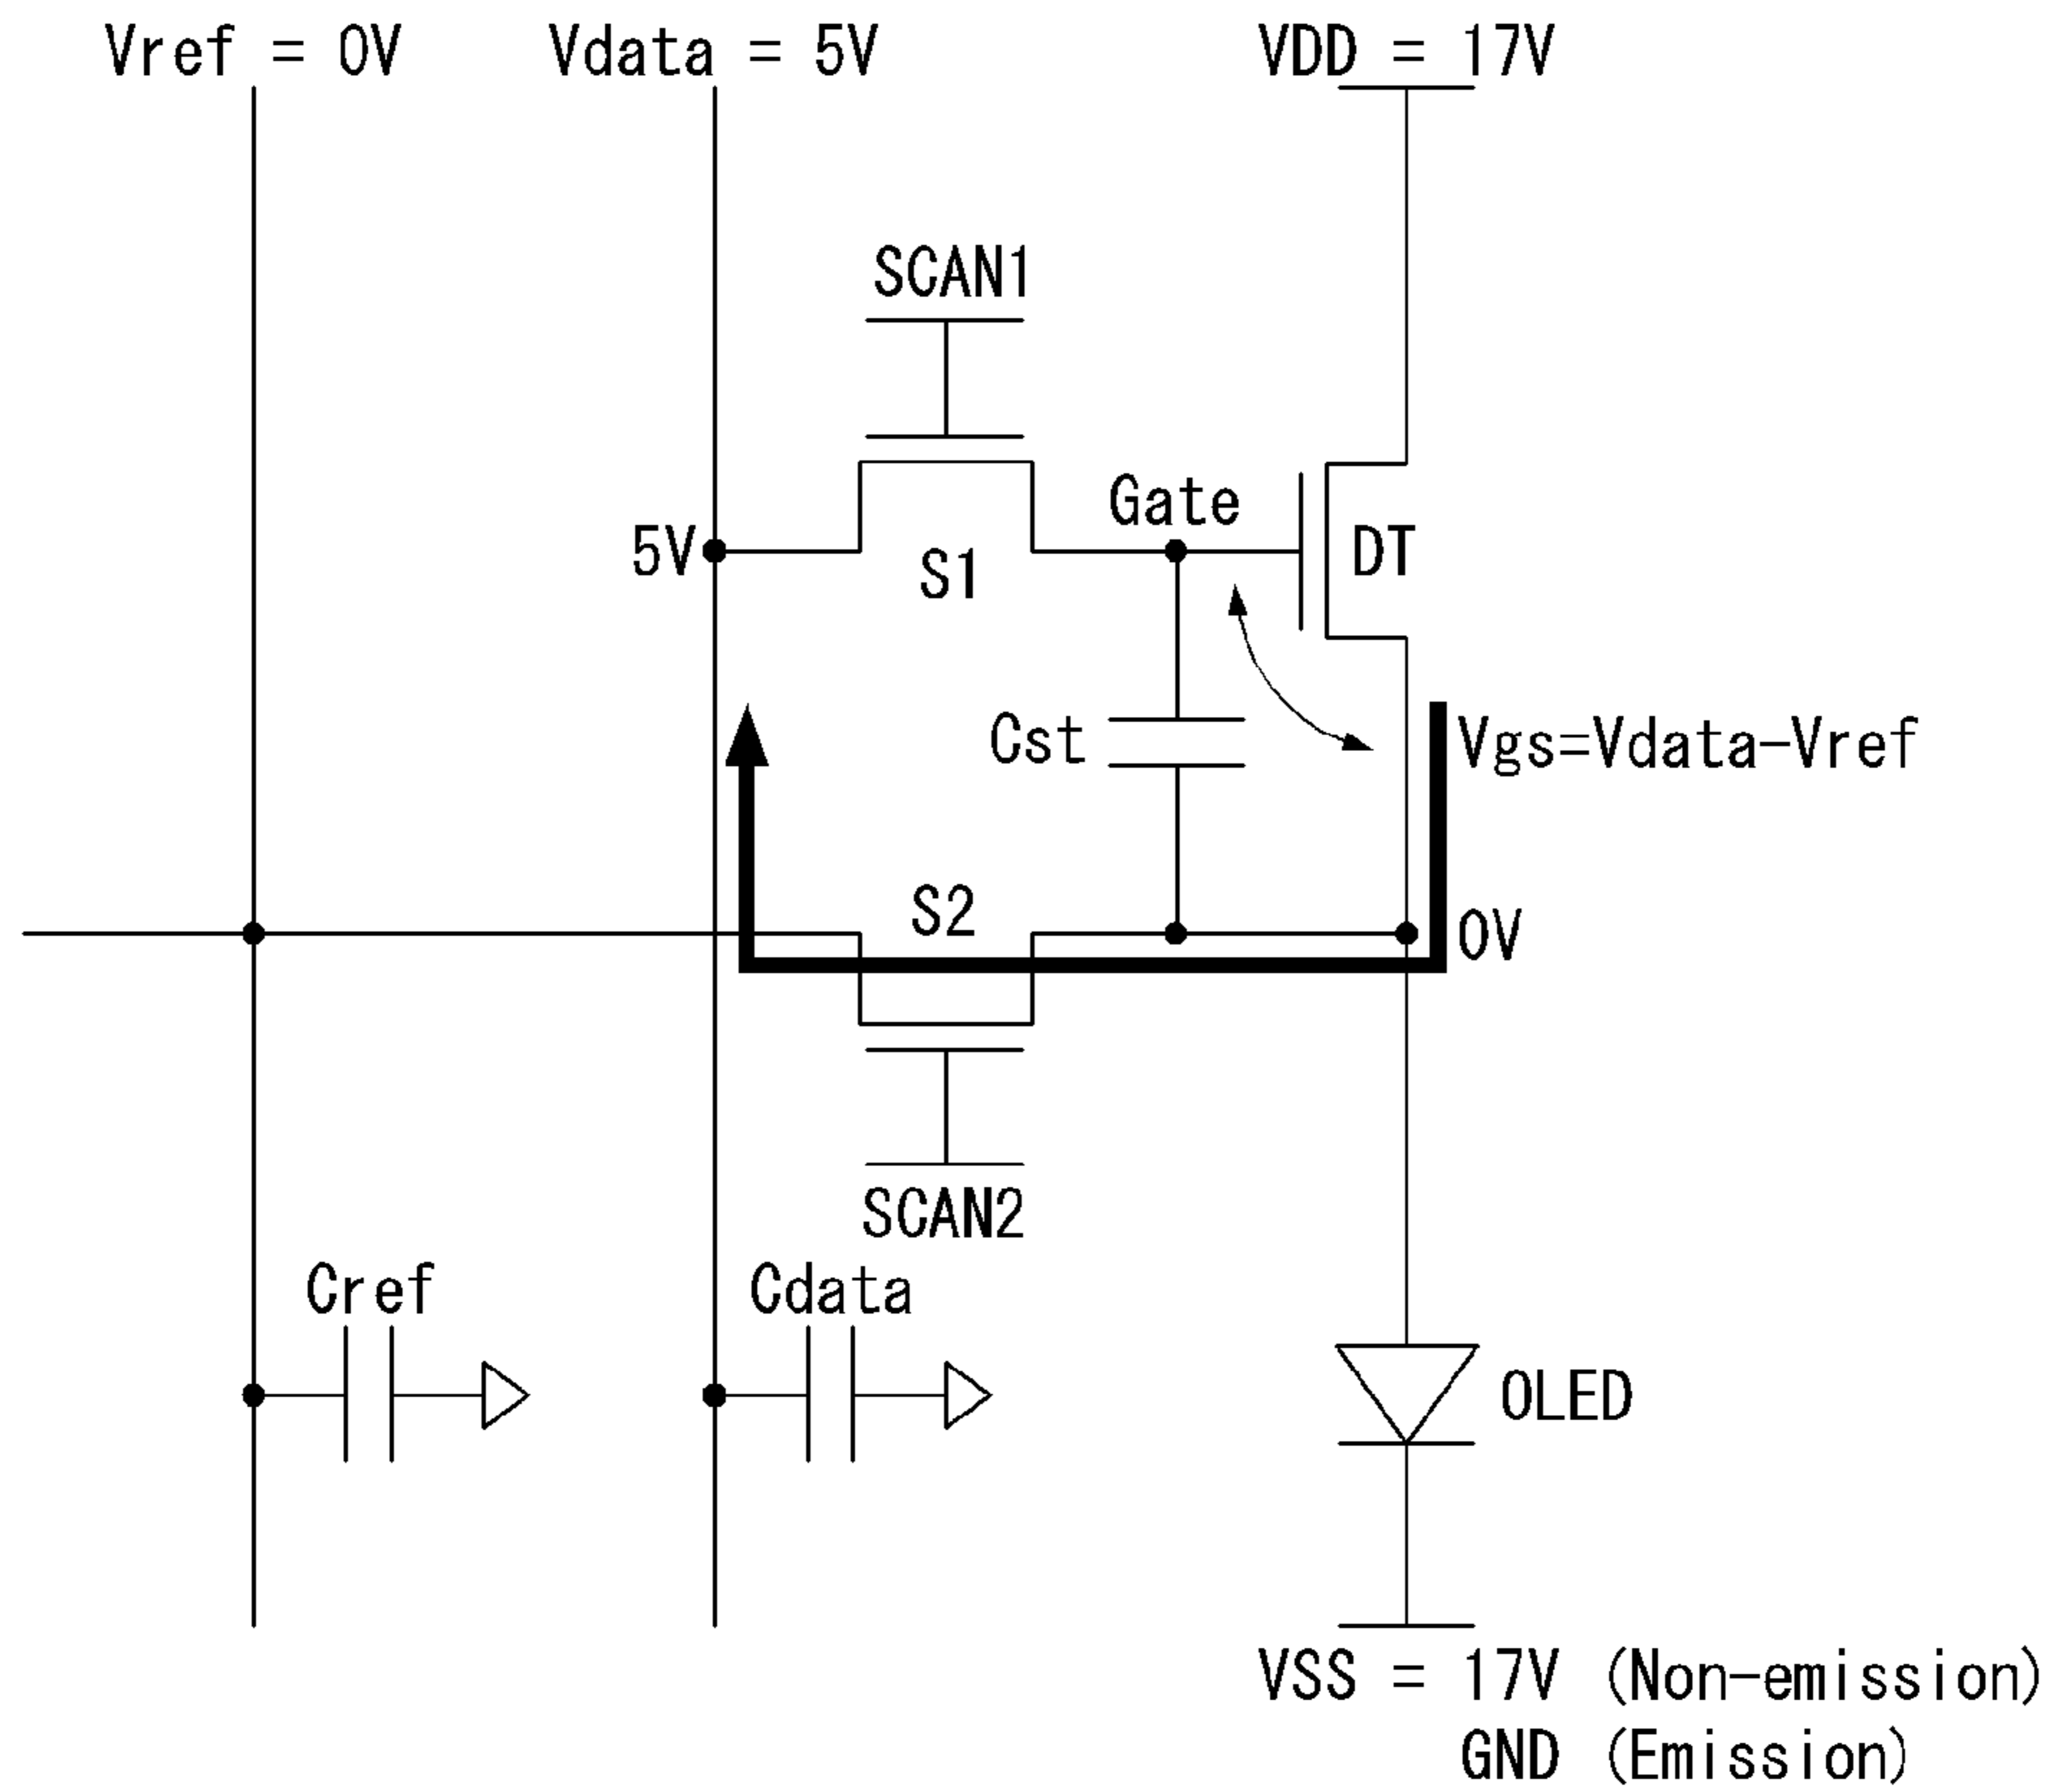 Vref = 0V
Vdata = 5V
VDD = 17V
SCAN1
Gate
5V
S1
DT
Cst
Vgs=Vdata-Vref
S2
0V
SCAN2
Cref
Cdata
OLED
VSS = 17V (Non-emission)
GND (Emission)